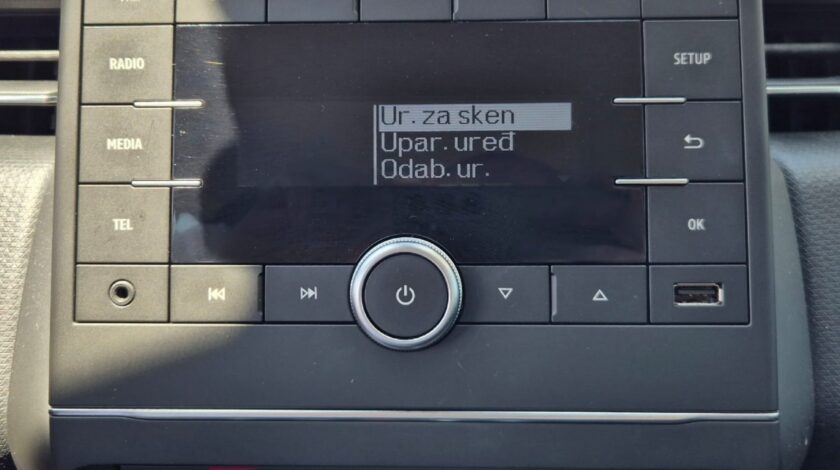 RADIO
SETUP
Ur. za sken
MEDIA
Upar. uređ
Odab. ur.
TEL
OK